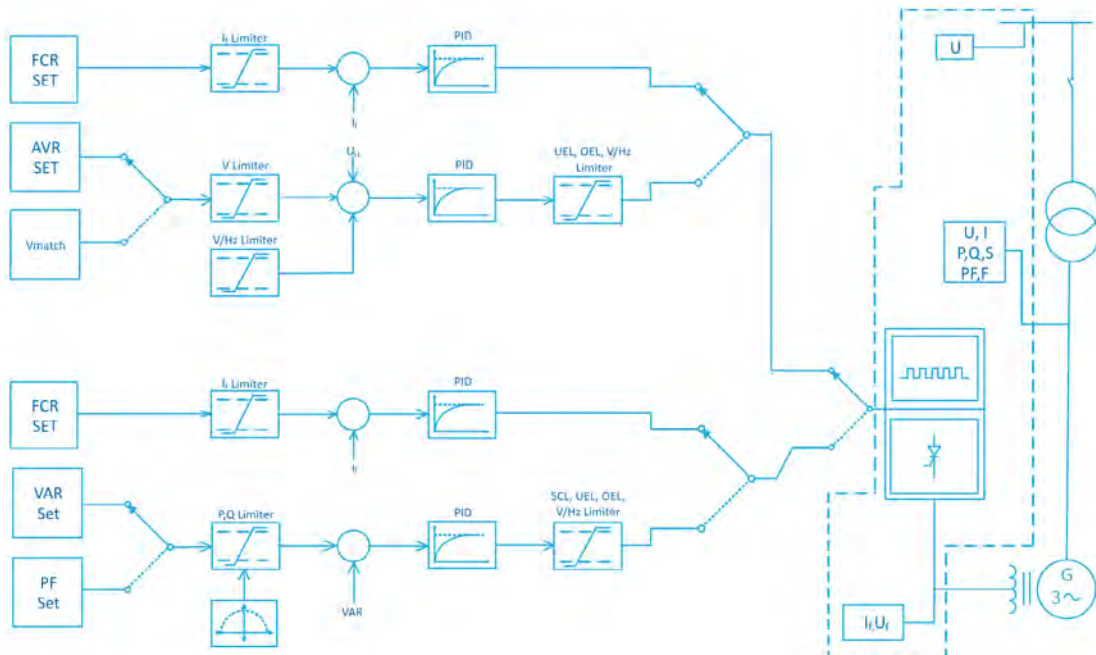 FCR
SET
If Limiter
PID
If
AVR
SET
Vmatch
V Limiter
V/Hz Limiter
PID
UEL, OEL, V/Hz
Limiter
U
U, I
P,Q,S
PF,F
FCR
SET
If Limiter
If
PID
VAR
Set
PF
Set
P,Q Limiter
VAR
PID
SCL, UEL, OEL,
V/Hz Limiter
If,Uf
G
3~